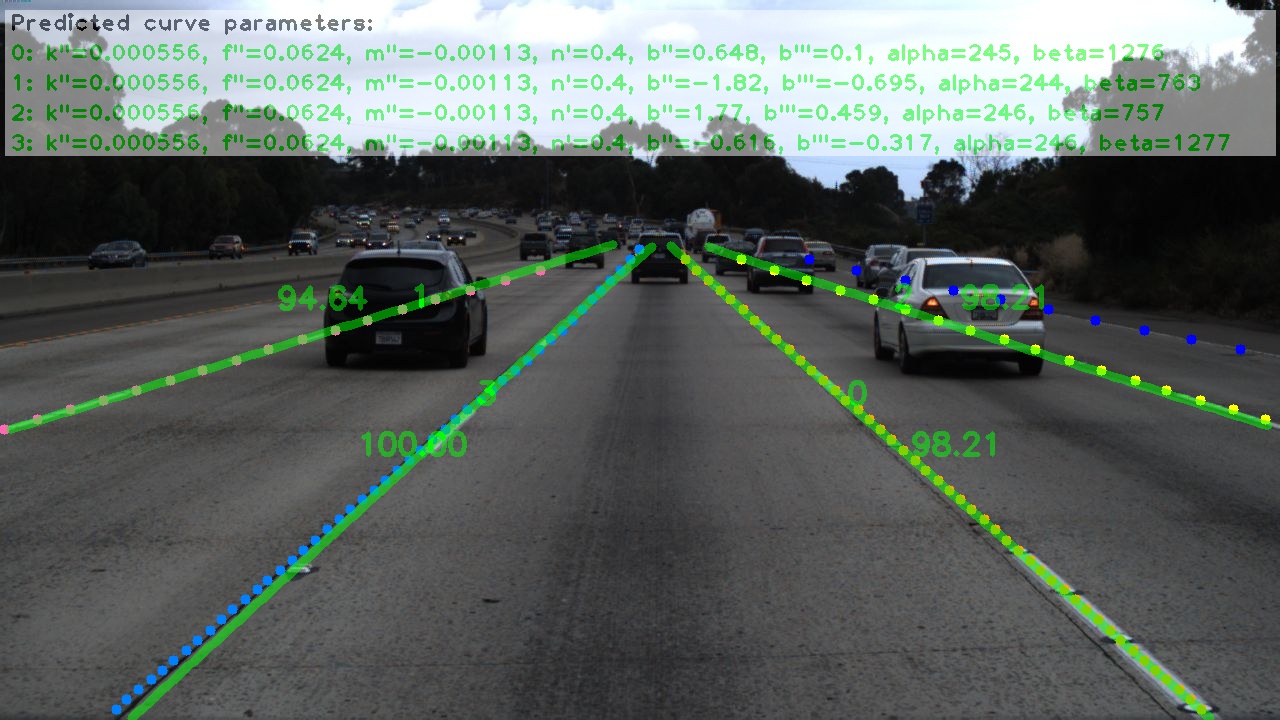 Predicted curve parameters:
0: k''=0.000556, f''=0.0624, m''=-0.00113, n'=0.4, b''=0.648, b'''=0.1, alpha=245, beta=1276
1: k''=0.000556, f''=0.0624, m''=-0.00113, n'=0.4, b''=-1.82, b'''=-0.695, alpha=244, beta=763
2: k''=0.000556, f''=0.0624, m''=-0.00113, n'=0.4, b''=1.77, b'''=0.459, alpha=246, beta=757
3: k''=0.000556, f''=0.0624, m''=-0.00113, n'=0.4, b''=-0.616, b'''=-0.317, alpha=246, beta=1277
94.64 1 2 98.21
3 0
100.00 98.21